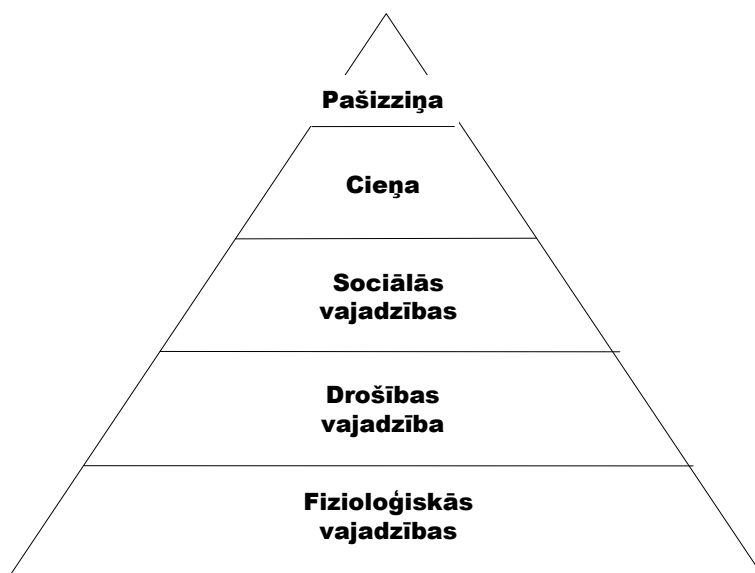 Pašizziņa
Cieņa
Sociālās
vajadzības
Drošības
vajadzība
Fizioloģiskās
vajadzības